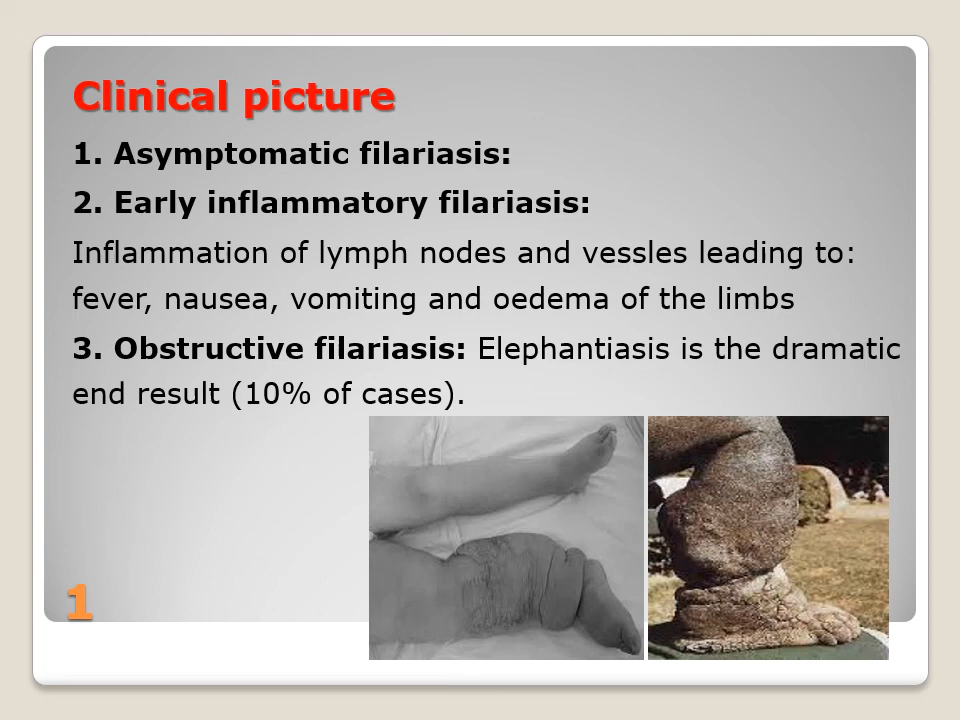 Clinical picture
1. Asymptomatic filariasis:
2. Early inflammatory filariasis:
Inflammation of lymph nodes and vessles leading to:
fever, nausea, vomiting and oedema of the limbs
3. Obstructive filariasis: Elephantiasis is the dramatic
end result (10% of cases).
1